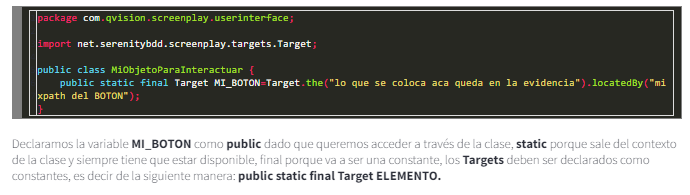 package com.qvision.screenplay.userinterface;
import net.serenitybdd.screenplay.targets.Target;
public class MiObjetoParaInteractuar {
public static final Target MI_BOTON=Target.the("lo que se coloca aca queda en la evidencia").locatedBy("mi
xpath del BOTON");
}
Declaramos la variable MI_BOTON como public dado que queremos acceder a través de la clase, static porque sale del contexto
de la clase y siempre tiene que estar disponible, final porque va a ser una constante, los Targets deben ser declarados como
constantes, es decir de la siguiente manera: public static final Target ELEMENTO.